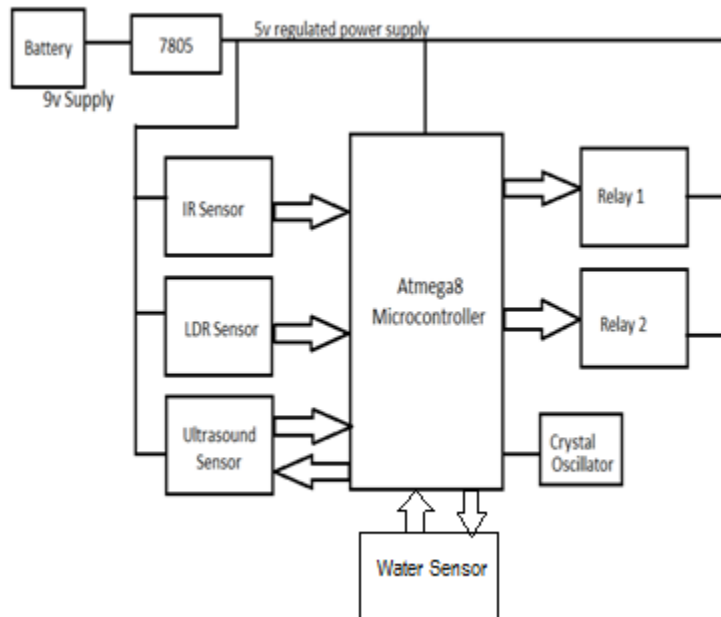 Battery
7805
5v regulated power supply
9v Supply
IR Sensor
LDR Sensor
Ultrasound
Sensor
Atmega8
Microcontroller
Relay 1
Relay 2
Crystal
Oscillator
Water Sensor